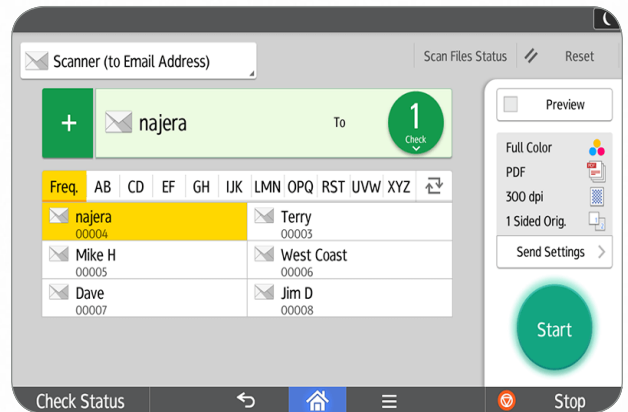 Scanner (to Email Address)
Scan Files Status
Reset
+ najera To 1 Check
Preview
Full Color
PDF
300 dpi
1 Sided Orig.
Send Settings
Freq. AB CD EF GH IJK LMN OPQ RST UVW XYZ
najera
00004
Terry
00003
Mike H
00005
West Coast
00006
Dave
00007
Jim D
00008
Start
Check Status
Stop